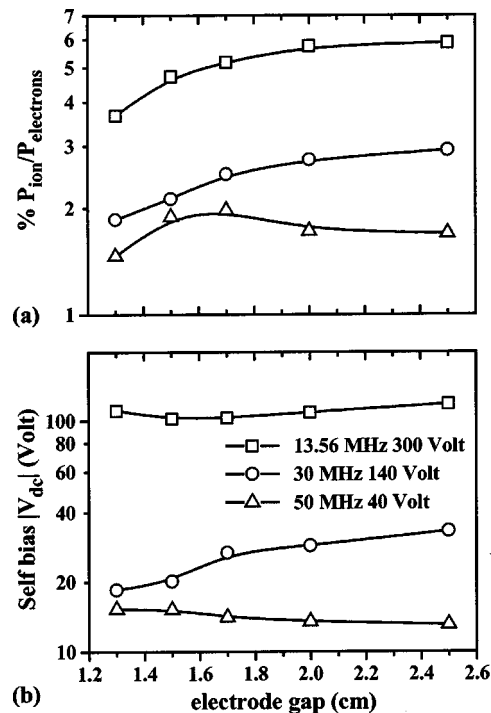 7
6
5
4
3
2
1
% P_ion/P_electrons
(a)
100
80
60
40
20
10
Self bias |V_dc| (Volt)
13.56 MHz 300 Volt
30 MHz 140 Volt
50 MHz 40 Volt
1.2 1.4 1.6 1.8 2.0 2.2 2.4 2.6
(b)
electrode gap (cm)